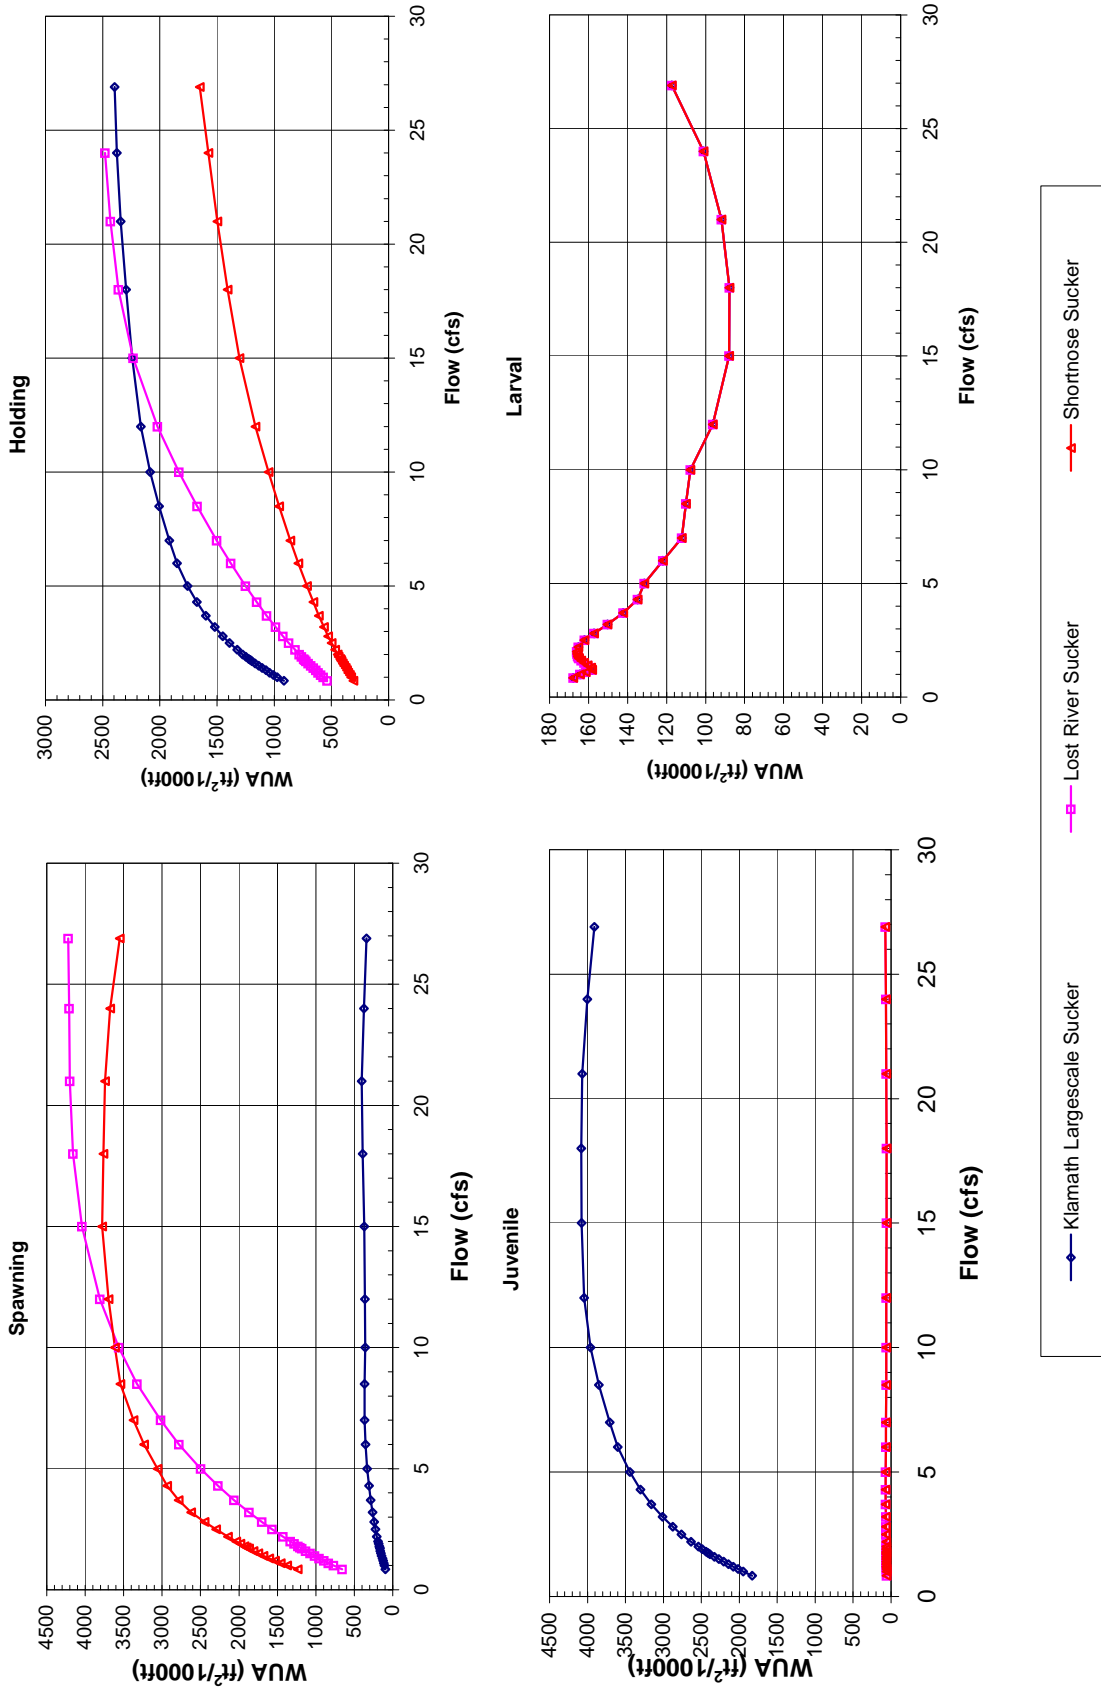 Spawning
4500
4000
3500
3000
2500
2000
1500
1000
500
0
WUA (ft²/1000ft)
0 5 10 15 20 25 30
Flow (cfs)
Holding
3000
2500
2000
1500
1000
500
0
WUA (ft²/1000ft)
0 5 10 15 20 25 30
Flow (cfs)
Juvenile
4500
4000
3500
3000
2500
2000
1500
1000
500
0
WUA (ft²/1000ft)
0 5 10 15 20 25 30
Flow (cfs)
Larval
180
160
140
120
100
80
60
40
20
0
WUA (ft²/1000ft)
0 5 10 15 20 25 30
Flow (cfs)
Klamath Largescale Sucker Lost River Sucker Shortnose Sucker